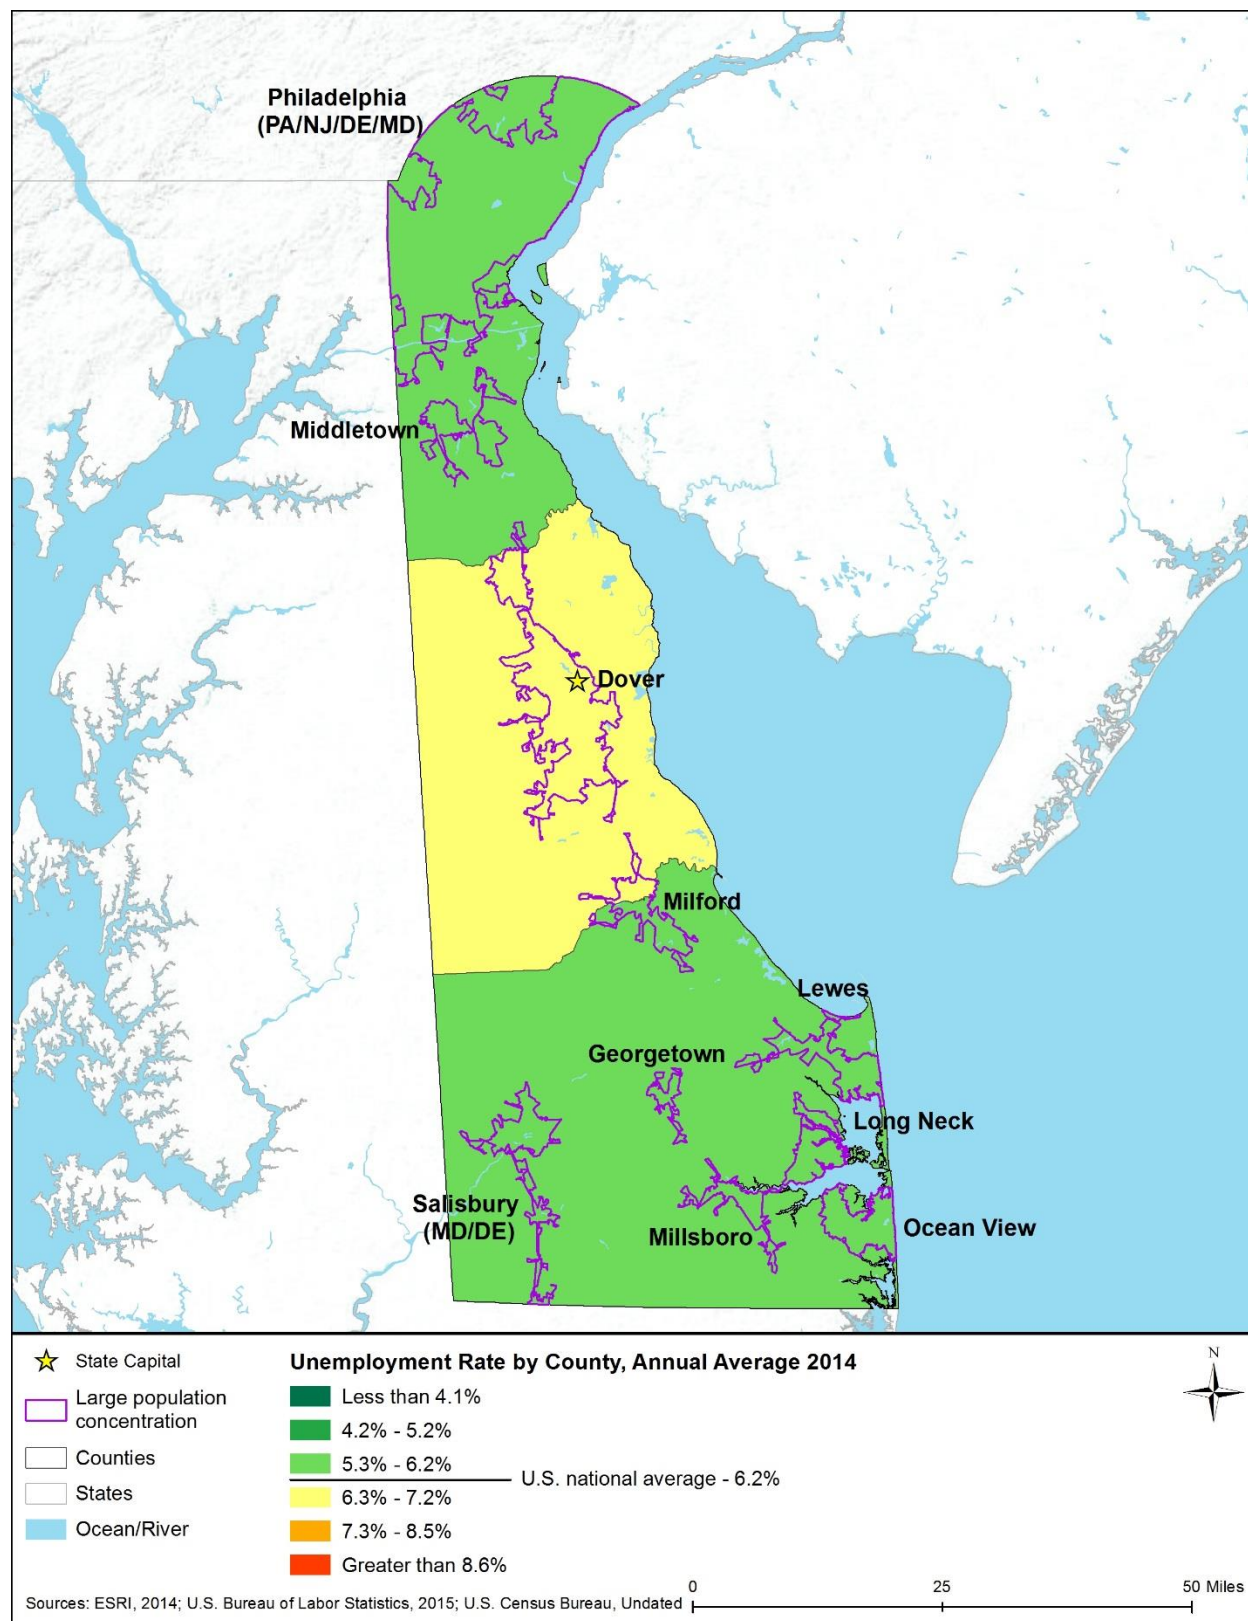 Philadelphia
(PA/NJ/DE/MD)
Middletown
Dover
Milford
Lewes
Georgetown
Long Neck
Salisbury
(MD/DE)
Millsboro
Ocean View
State Capital
Large population
concentration
Counties
States
Ocean/River
Unemployment Rate by County, Annual Average 2014
Less than 4.1%
4.2% - 5.2%
5.3% - 6.2%
U.S. national average - 6.2%
6.3% - 7.2%
7.3% - 8.5%
Greater than 8.6%
N
0 25 50 Miles
Sources: ESRI, 2014; U.S. Bureau of Labor Statistics, 2015; U.S. Census Bureau, Undated